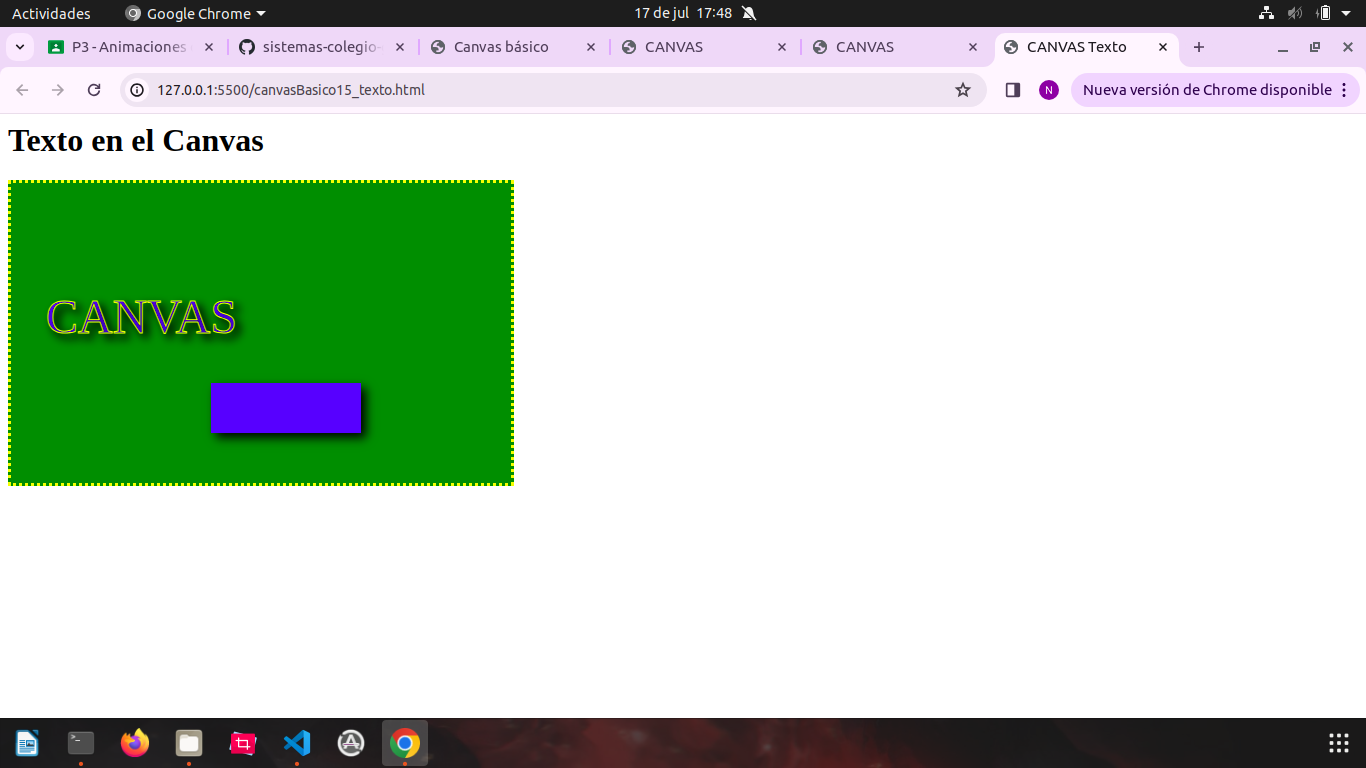 Actividades
Google Chrome
17 de jul 17:48
P3 - Animaciones
sistemas-colegio-
Canvas básico
CANVAS
CANVAS
CANVAS Texto
127.0.0.1:5500/canvasBasico15_texto.html
N
Nueva versión de Chrome disponible
Texto en el Canvas
CANVAS